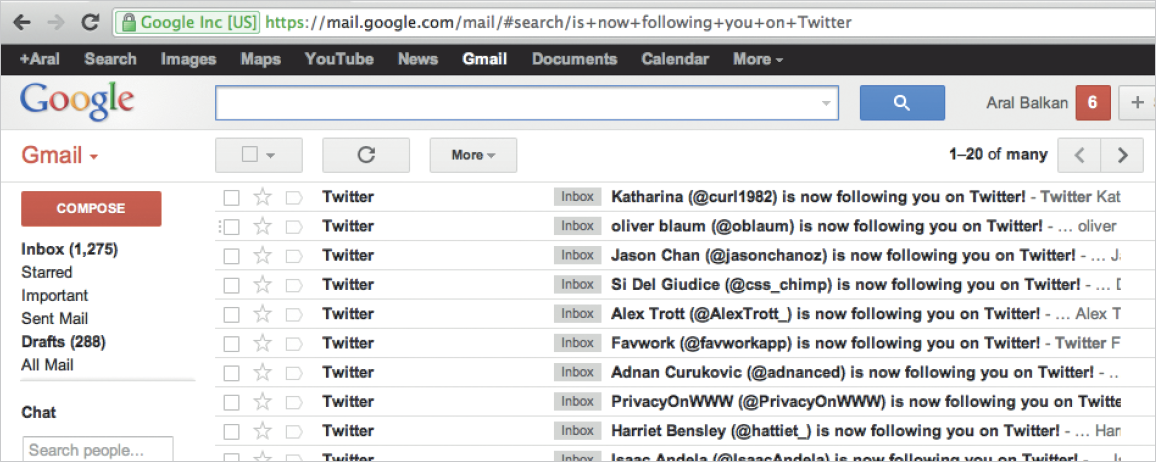 Google Inc [US] https://mail.google.com/mail/#search/is+now+following+you+on+Twitter
+Aral Search Images Maps YouTube News Gmail Documents Calendar More
Google Aral Balkan 6 +
Gmail More 1–20 of many
COMPOSE
Inbox (1,275)
Starred
Important
Sent Mail
Drafts (288)
All Mail
Chat
Search people...
Twitter Inbox Katharina (@curl1982) is now following you on Twitter! - Twitter Kat
Twitter Inbox oliver blaum (@oblaum) is now following you on Twitter! - ... oliver
Twitter Inbox Jason Chan (@jasonchanoz) is now following you on Twitter! - ... Ja
Twitter Inbox Si Del Giudice (@css_chimp) is now following you on Twitter! - ... D
Twitter Inbox Alex Trott (@AlexTrott_) is now following you on Twitter! - ... Alex T
Twitter Inbox Favwork (@favworkapp) is now following you on Twitter! - Twitter F
Twitter Inbox Adnan Curukovic (@adnanced) is now following you on Twitter! - ..
Twitter Inbox PrivacyOnWWW (@PrivacyOnWWW) is now following you on Twitte
Twitter Inbox Harriet Bensley (@hattiet_) is now following you on Twitter! - ... Har
Twitter Inbox Isaac Andela (@IsaacAndela) is now following you on Twitter! - ...